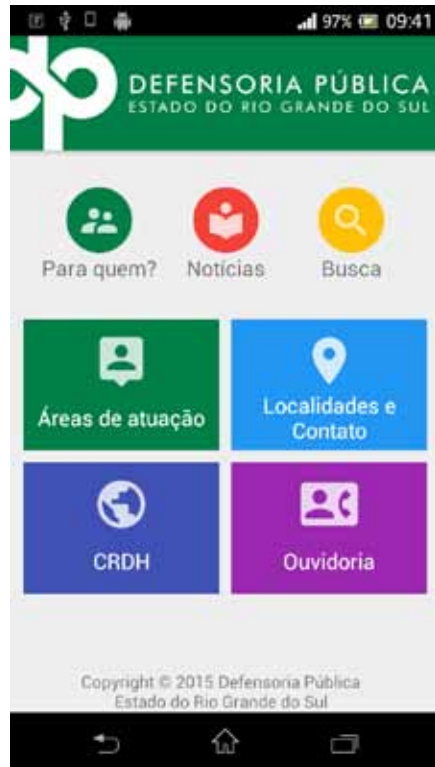 97% 09:41
dp DEFENSORIA PÚBLICA
ESTADO DO RIO GRANDE DO SUL
Para quem? Notícias Busca
Áreas de atuação
Localidades e
Contato
CRDH
Ouvidoria
Copyright © 2015 Defensoria Pública
Estado do Rio Grande do Sul